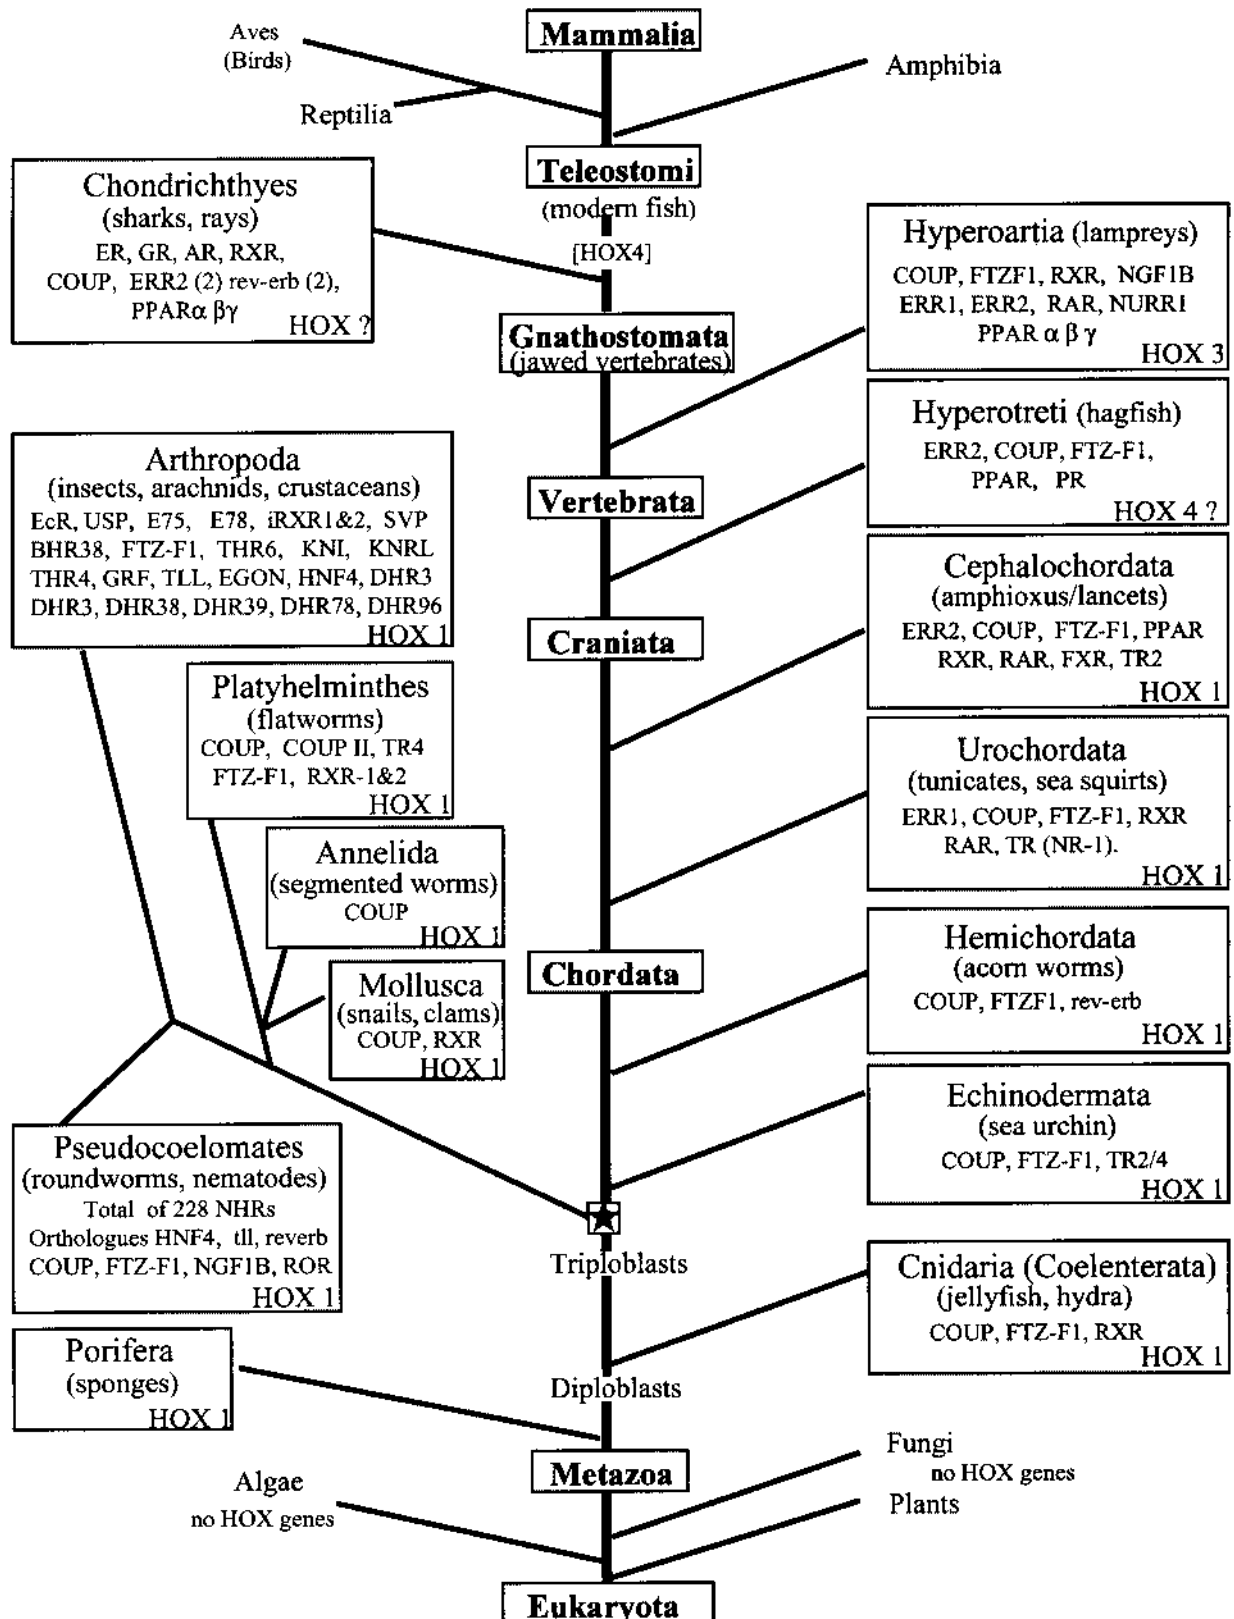 Mammalia
Aves
(Birds)
Amphibia
Reptilia
Teleostomi
(modern fish)
[HOX4]
Chondrichthyes
(sharks, rays)
ER, GR, AR, RXR,
COUP, ERR2 (2) rev-erb (2),
PPARα βγ
HOX ?
Hyperoartia (lampreys)
COUP, FTZF1, RXR, NGF1B
ERR1, ERR2, RAR, NURR1
PPAR α β γ
HOX 3
Gnathostomata
(jawed vertebrates)
Hyperotreti (hagfish)
ERR2, COUP, FTZ-F1,
PPAR, PR
HOX 4 ?
Arthropoda
(insects, arachnids, crustaceans)
EcR, USP, E75, E78, iRXR1&2, SVP
BHR38, FTZ-F1, THR6, KNI, KNRL
THR4, GRF, TLL, EGON, HNF4, DHR3
DHR3, DHR38, DHR39, DHR78, DHR96
HOX 1
Vertebrata
Cephalochordata
(amphioxus/lancets)
ERR2, COUP, FTZ-F1, PPAR
RXR, RAR, FXR, TR2
HOX 1
Craniata
Platyhelminthes
(flatworms)
COUP, COUP II, TR4
FTZ-F1, RXR-1&2
HOX 1
Urochordata
(tunicates, sea squirts)
ERR1, COUP, FTZ-F1, RXR
RAR, TR (NR-1).
HOX 1
Annelida
(segmented worms)
COUP
HOX 1
Chordata
Hemichordata
(acorn worms)
COUP, FTZF1, rev-erb
HOX 1
Mollusca
(snails, clams)
COUP, RXR
HOX 1
Echinodermata
(sea urchin)
COUP, FTZ-F1, TR2/4
HOX 1
Pseudocoelomates
(roundworms, nematodes)
Total of 228 NHRs
Orthologues HNF4, tll, reverb
COUP, FTZ-F1, NGF1B, ROR
HOX 1
Triploblasts
Cnidaria (Coelenterata)
(jellyfish, hydra)
COUP, FTZ-F1, RXR
HOX 1
Porifera
(sponges)
HOX 1
Diploblasts
Metazoa
Fungi
no HOX genes
Algae
no HOX genes
Plants
Eukaryota